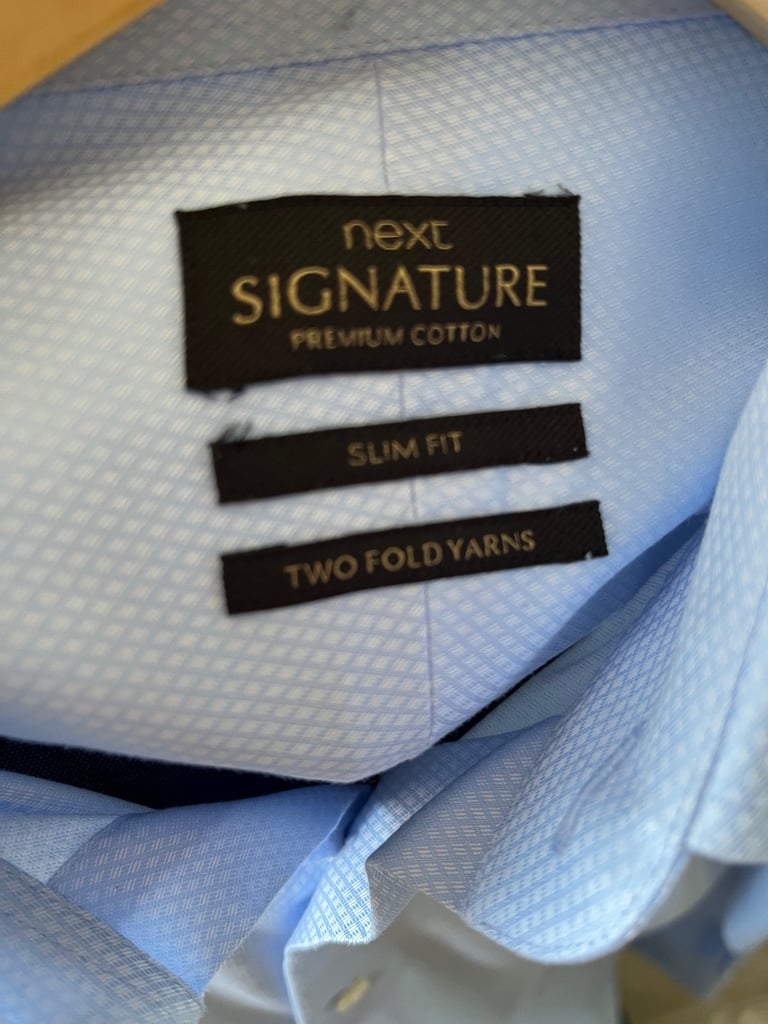 next
SIGNATURE
PREMIUM COTTON
SLIM FIT
TWO FOLD YARNS